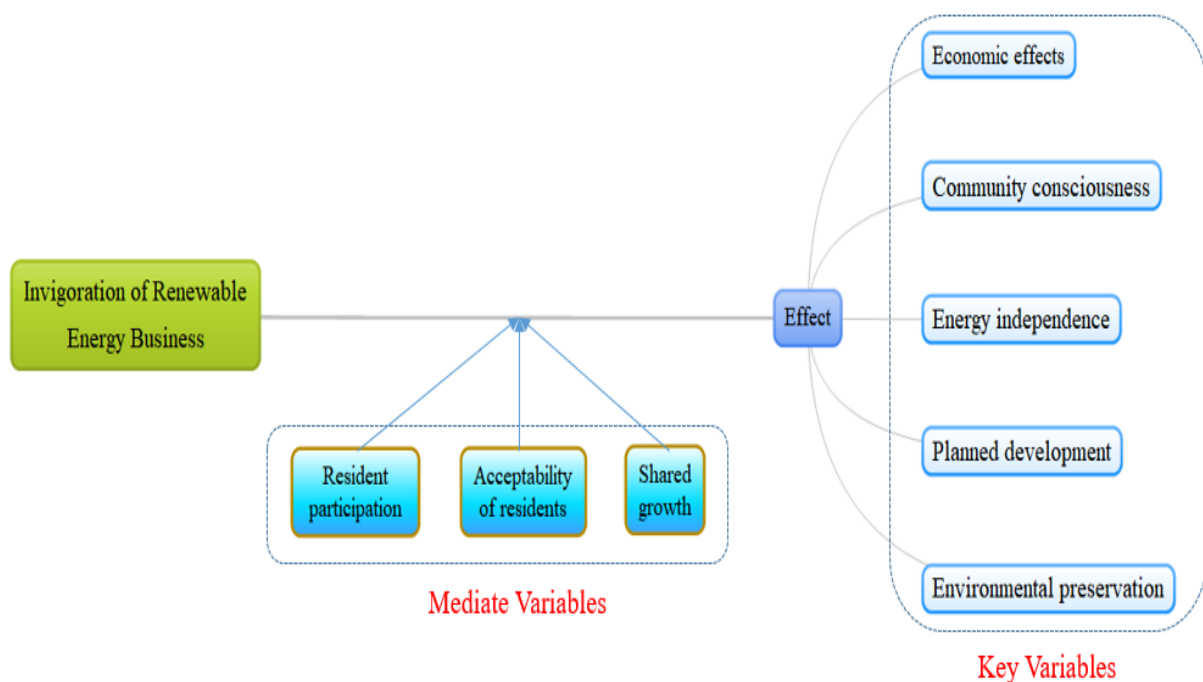 Invigoration of Renewable
Energy Business
Resident
participation
Acceptability
of residents
Shared
growth
Mediate Variables
Effect
Economic effects
Community consciousness
Energy independence
Planned development
Environmental preservation
Key Variables